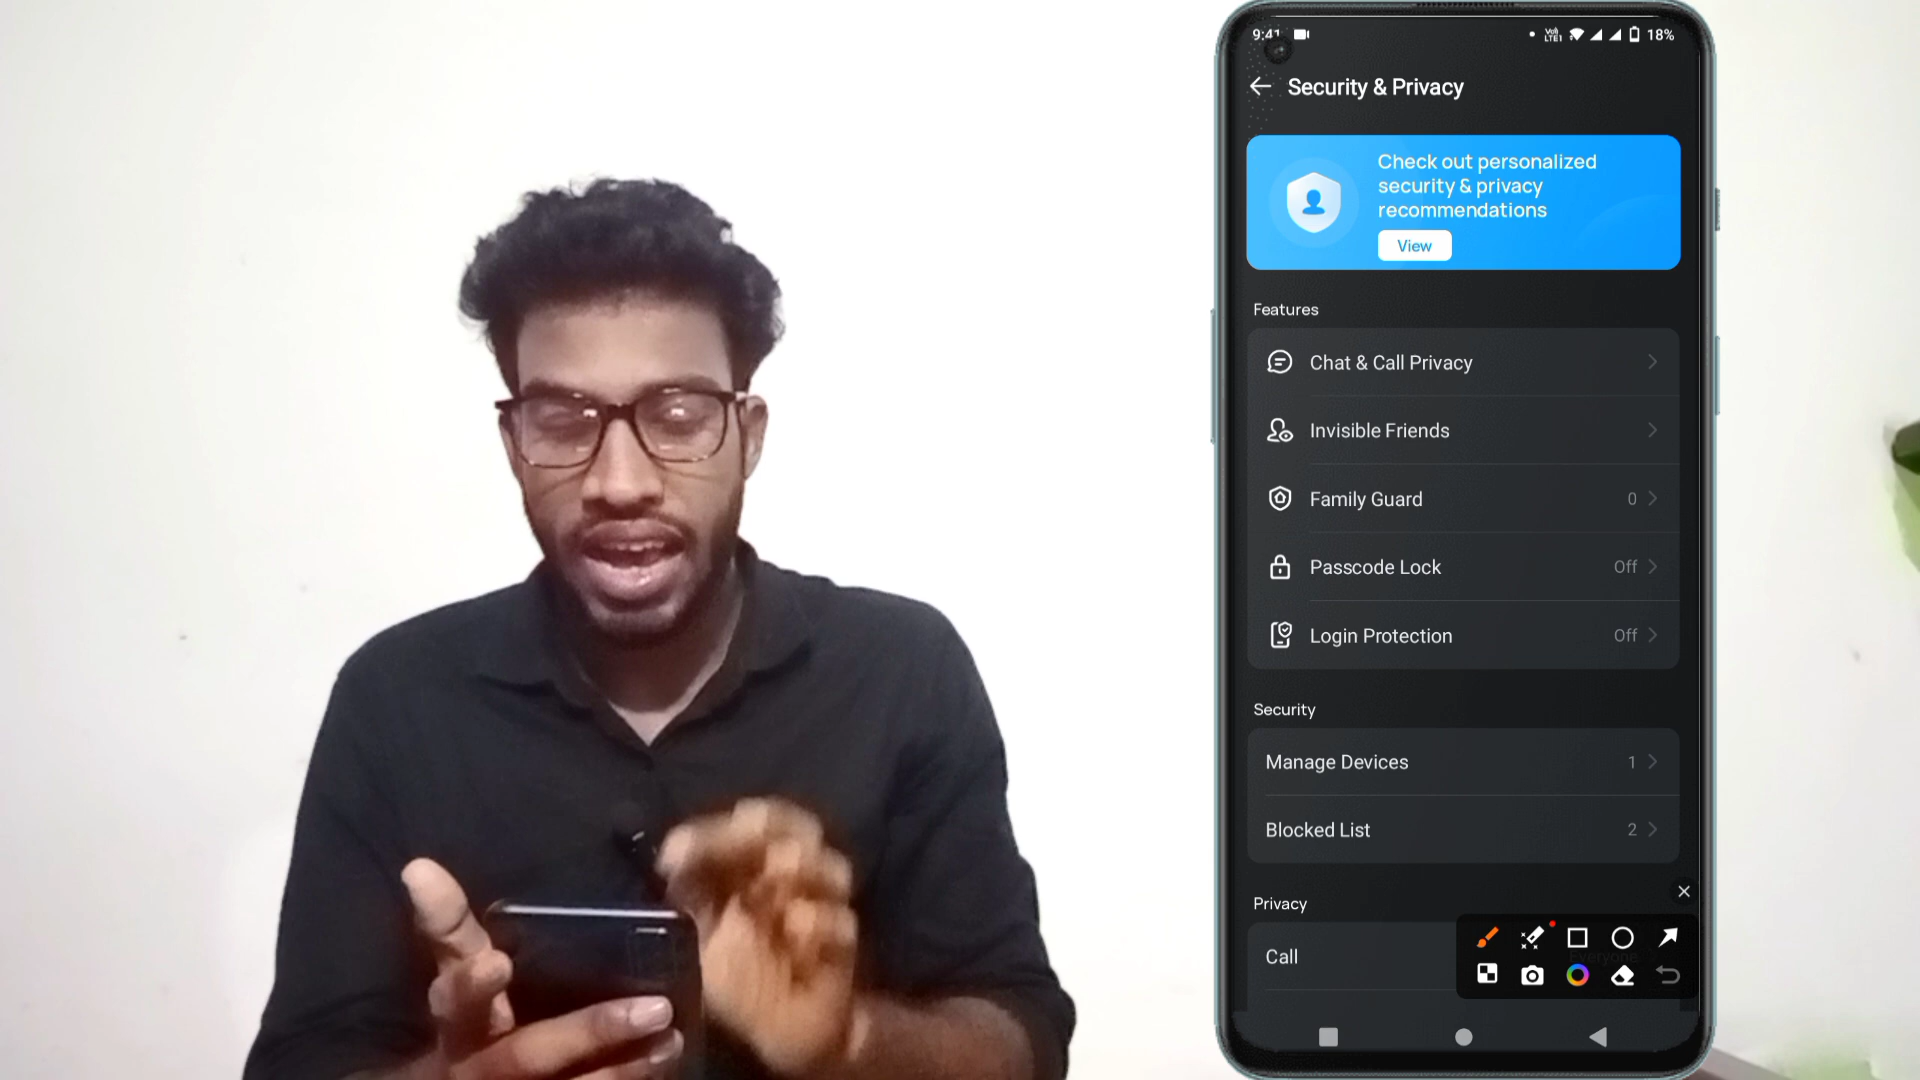 9:41
18%
Security & Privacy
Check out personalized
security & privacy
recommendations
View
Features
Chat & Call Privacy
Invisible Friends
Family Guard 0
Passcode Lock Off
Login Protection Off
Security
Manage Devices 1
Blocked List 2
Privacy
Call Everyone